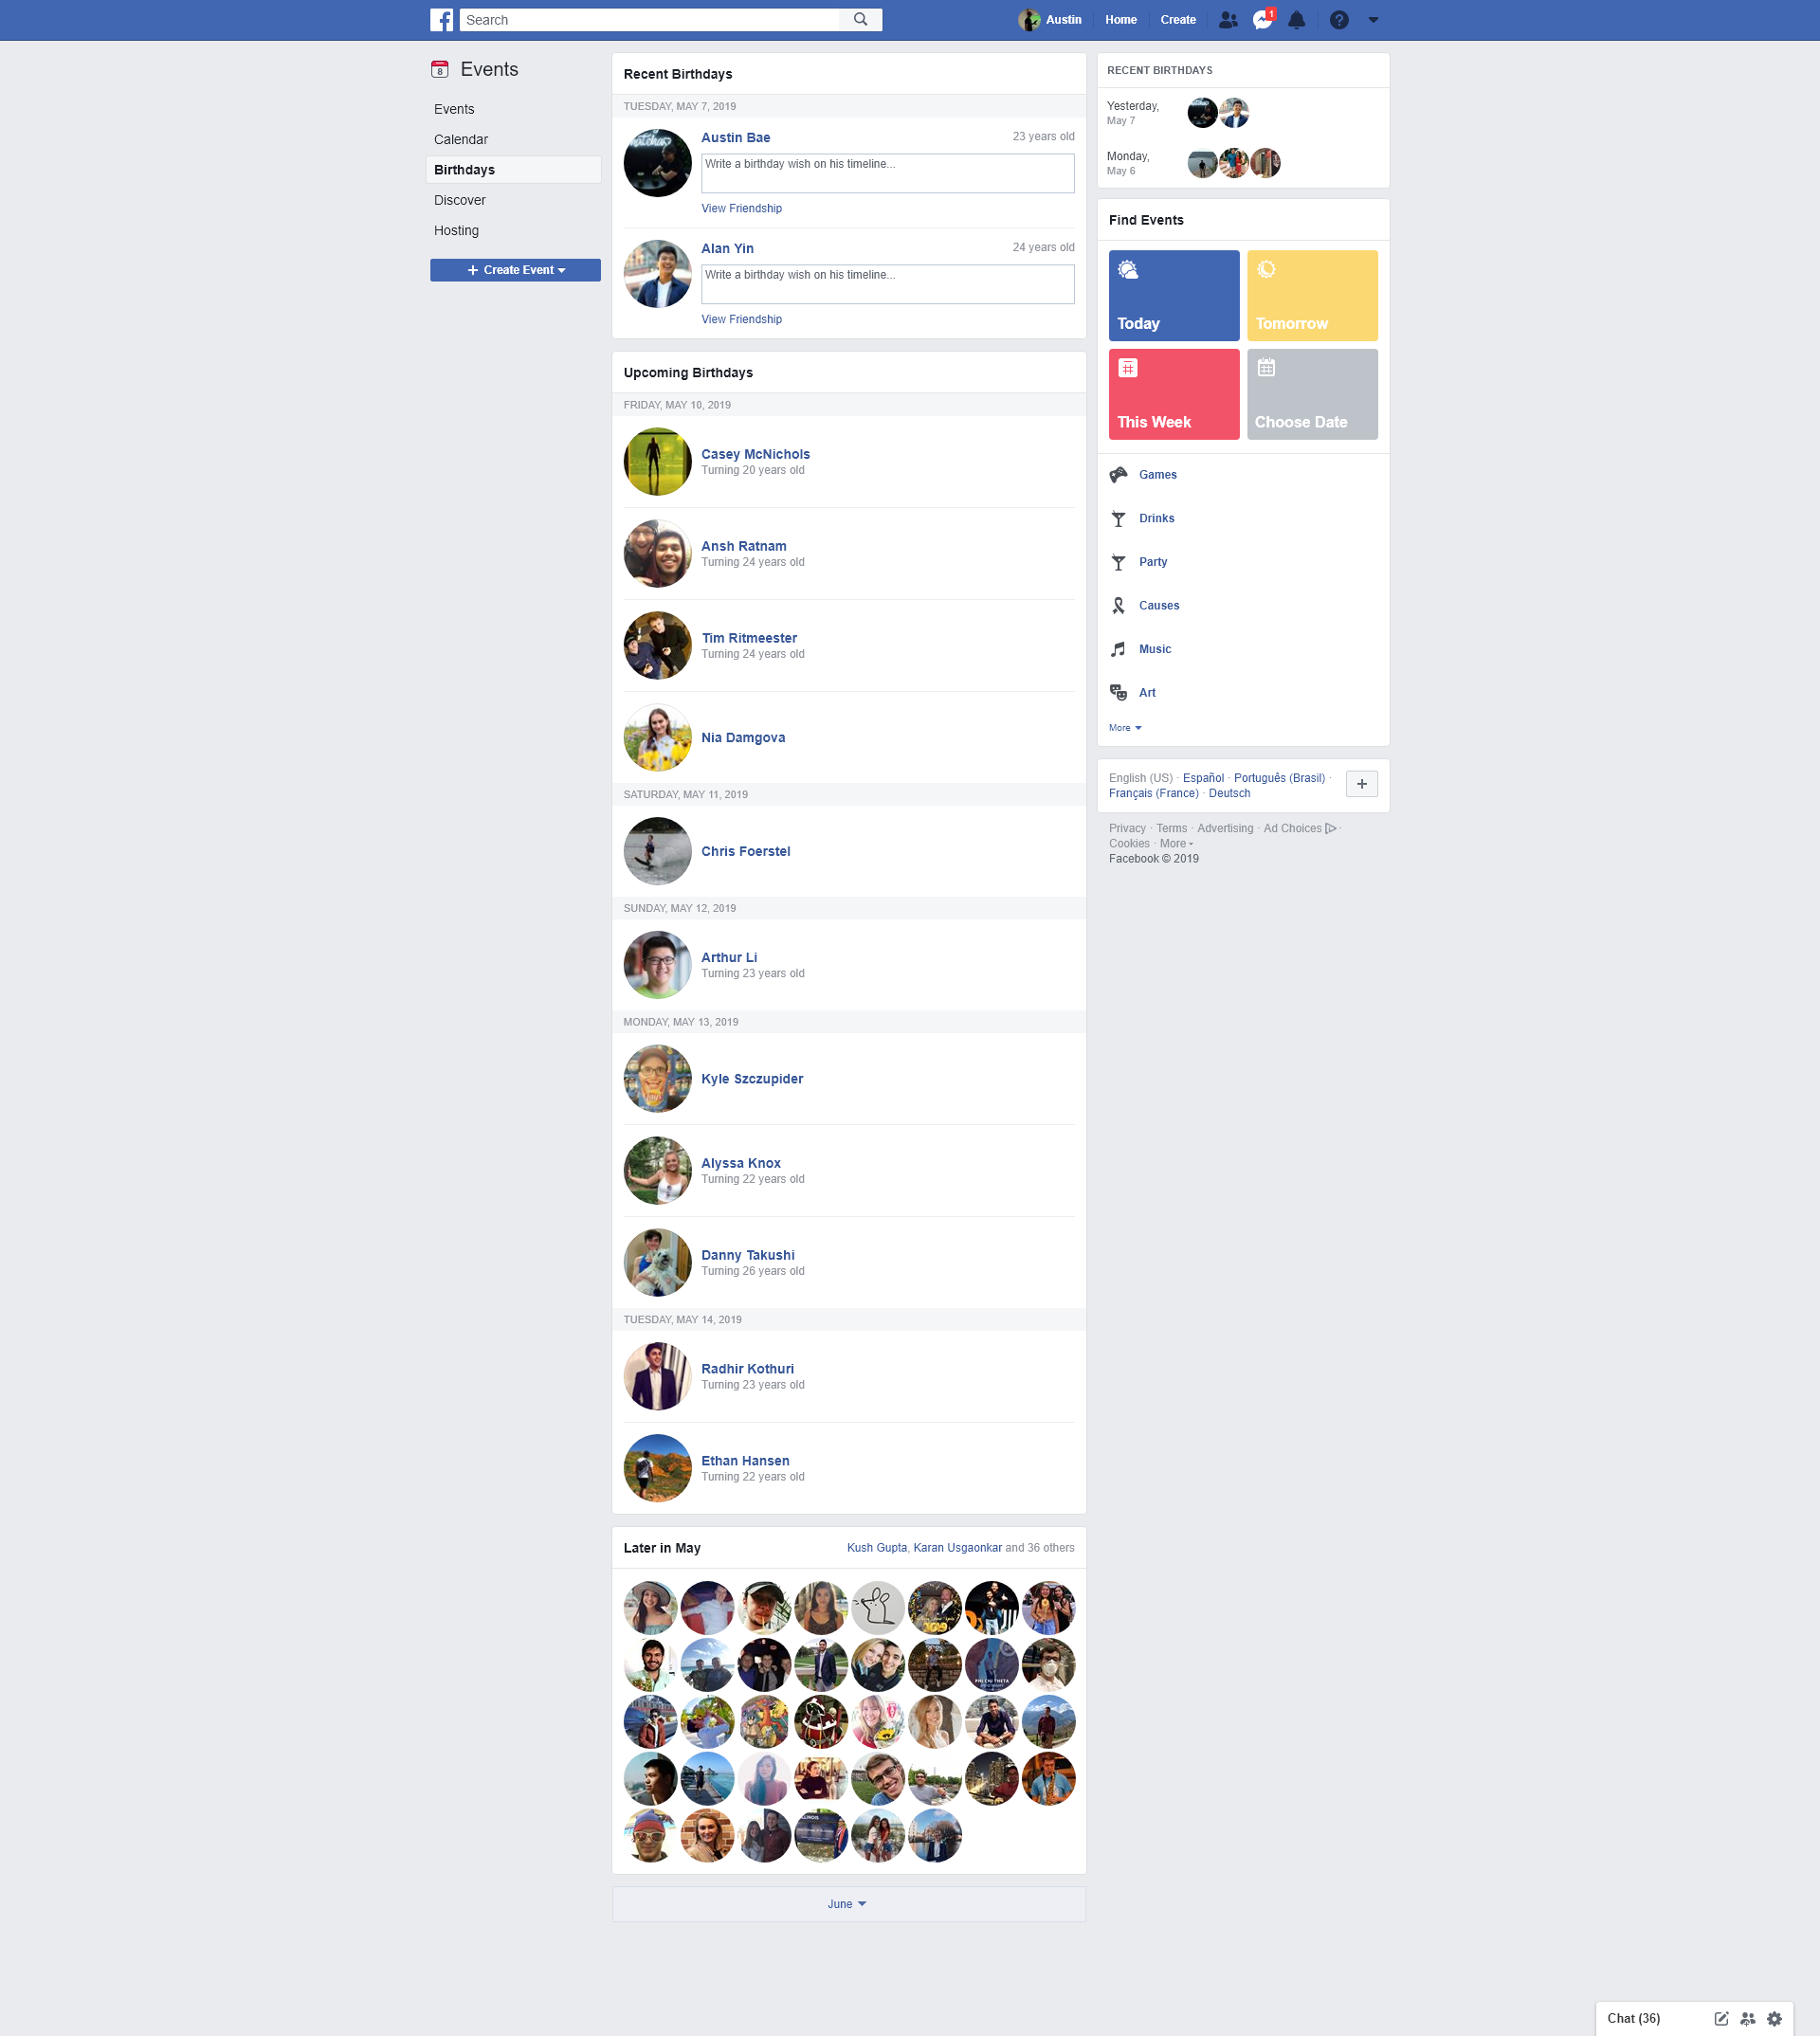 Search
Austin
Home
Create
1
8
Events
Events
Calendar
Birthdays
Discover
Hosting
Create Event
Recent Birthdays
TUESDAY, MAY 7, 2019
Austin Bae
23 years old
Write a birthday wish on his timeline...
View Friendship
Alan Yin
24 years old
Write a birthday wish on his timeline...
View Friendship
Upcoming Birthdays
FRIDAY, MAY 10, 2019
Casey McNichols
Turning 20 years old
Ansh Ratnam
Turning 24 years old
Tim Ritmeester
Turning 24 years old
Nia Damgova
SATURDAY, MAY 11, 2019
Chris Foerstel
SUNDAY, MAY 12, 2019
Arthur Li
Turning 23 years old
MONDAY, MAY 13, 2019
Kyle Szczupider
Alyssa Knox
Turning 22 years old
Danny Takushi
Turning 26 years old
TUESDAY, MAY 14, 2019
Radhir Kothuri
Turning 23 years old
Ethan Hansen
Turning 22 years old
Later in May
Kush Gupta, Karan Usgaonkar and 36 others
2019
PHI CHI THETA
ILLINOIS
June
RECENT BIRTHDAYS
Yesterday,
May 7
Monday,
May 6
Find Events
Today
Tomorrow
This Week
Choose Date
Games
Drinks
Party
Causes
Music
Art
More
English (US) · Español · Português (Brasil) ·
Français (France) · Deutsch
Privacy · Terms · Advertising · Ad Choices ·
Cookies · More
Facebook © 2019
Chat (36)